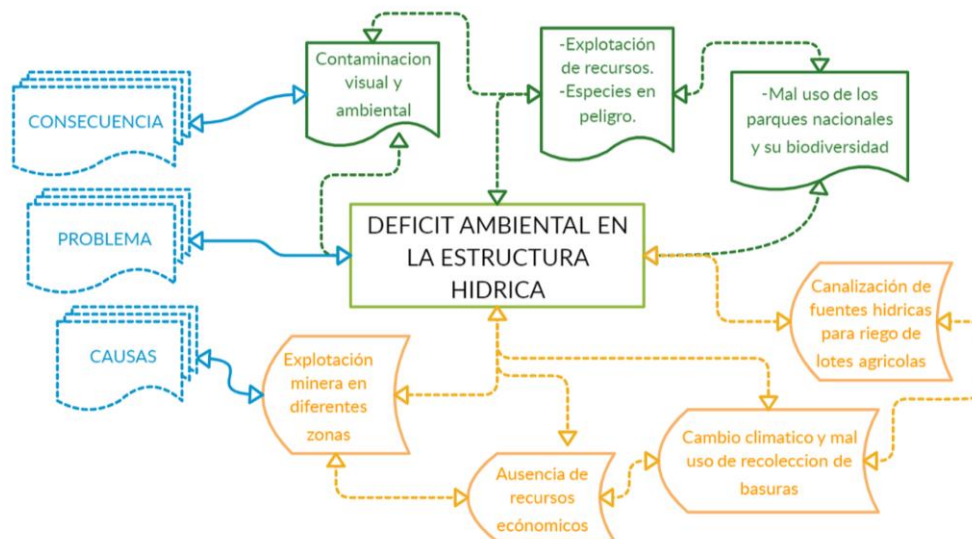 CONSECUENCIA
Contaminacion
visual y
ambiental
-Explotación
de recursos.
-Especies en
peligro.
-Mal uso de los
parques nacionales
y su biodiversidad
PROBLEMA
DEFICIT AMBIENTAL EN
LA ESTRUCTURA
HIDRICA
CAUSAS
Explotación
minera en
diferentes
zonas
Ausencia de
recursos
ecónomicos
Cambio climatico y mal
uso de recoleccion de
basuras
Canalización de
fuentes hidricas
para riego de
lotes agricolas